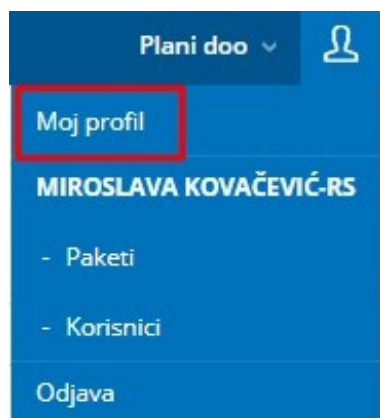 Plani doo
Moj profil
MIROSLAVA KOVAČEVIĆ-RS
- Paketi
- Korisnici
Odjava